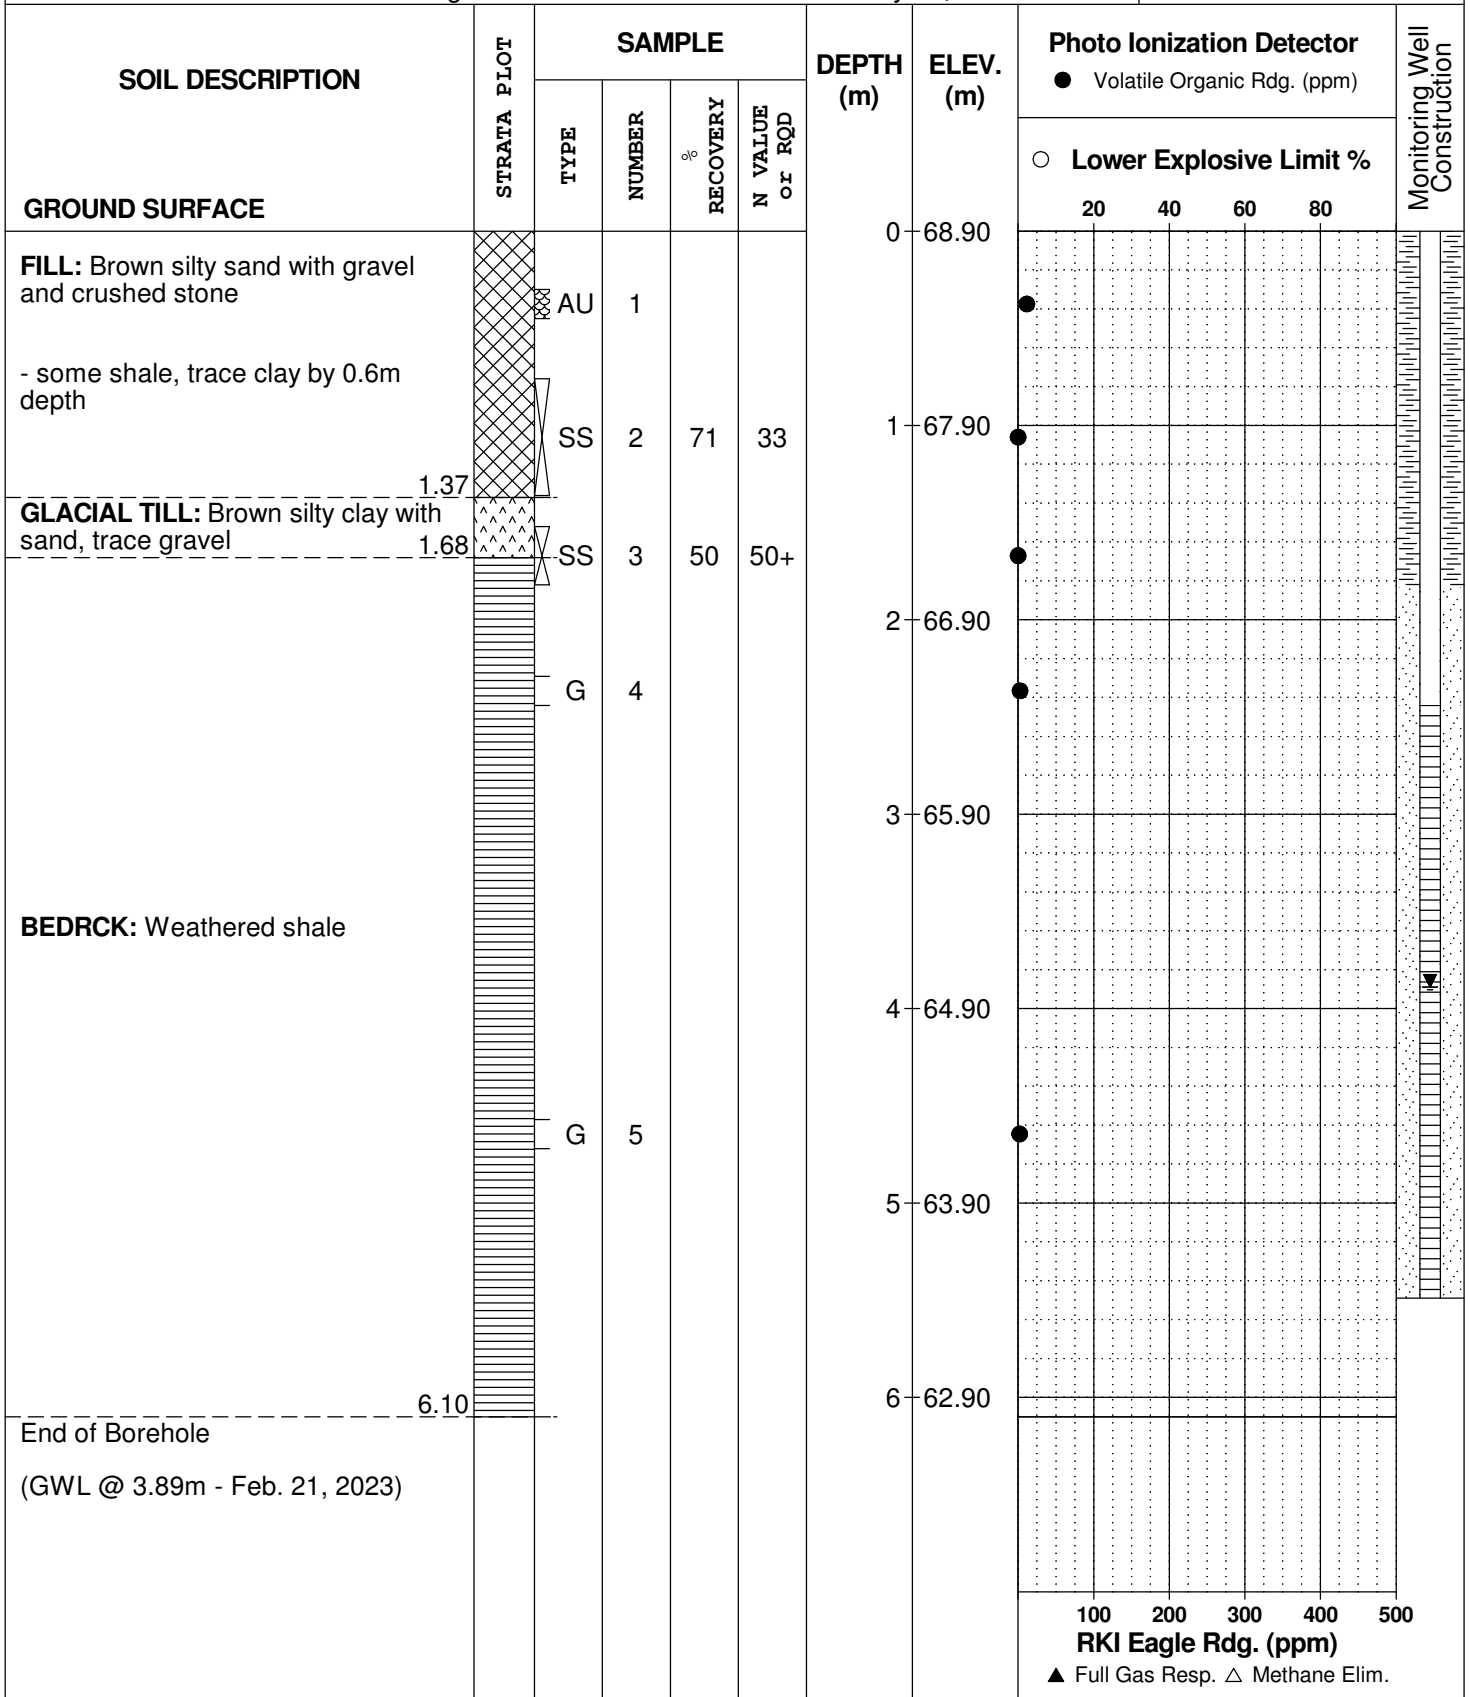 SOIL DESCRIPTION
GROUND SURFACE
STRATA PLOT
SAMPLE
TYPE
NUMBER
%
RECOVERY
N VALUE
or RQD
DEPTH
(m)
ELEV.
(m)
Photo Ionization Detector
● Volatile Organic Rdg. (ppm)
○ Lower Explosive Limit %
20 40 60 80
Monitoring Well
Construction
0 68.90
FILL: Brown silty sand with gravel
and crushed stone
AU 1
- some shale, trace clay by 0.6m
depth
1 67.90
SS 2 71 33
1.37
GLACIAL TILL: Brown silty clay with
sand, trace gravel
1.68
SS 3 50 50+
2 66.90
G 4
3 65.90
BEDRCK: Weathered shale
4 64.90
G 5
5 63.90
6 62.90
6.10
End of Borehole
(GWL @ 3.89m - Feb. 21, 2023)
100 200 300 400 500
RKI Eagle Rdg. (ppm)
▲ Full Gas Resp. △ Methane Elim.